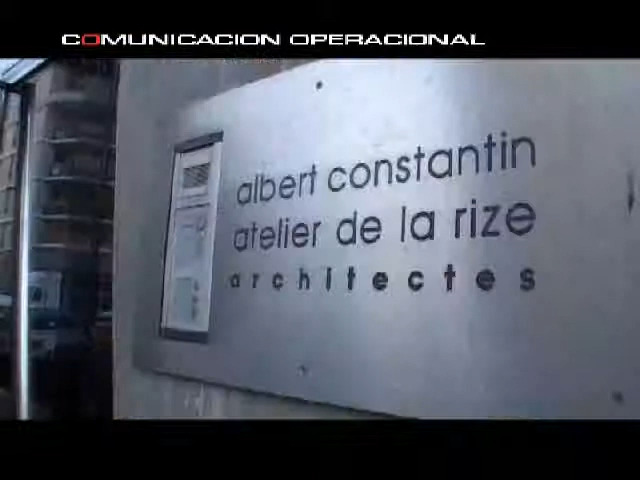 COMUNICACION OPERACIONAL
albert constantin
atelier de la rize
architectes